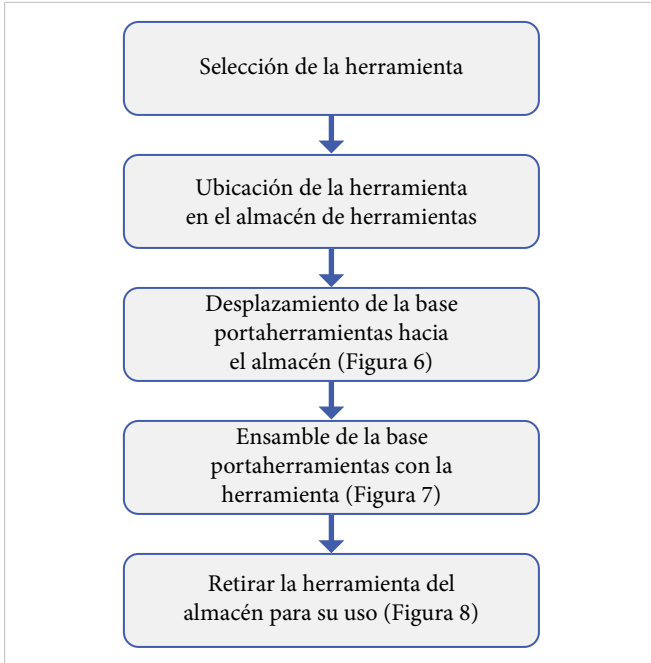 Selección de la herramienta
Ubicación de la herramienta
en el almacén de herramientas
Desplazamiento de la base
portaherramientas hacia
el almacén (Figura 6)
Ensamble de la base
portaherramientas con la
herramienta (Figura 7)
Retirar la herramienta del
almacén para su uso (Figura 8)